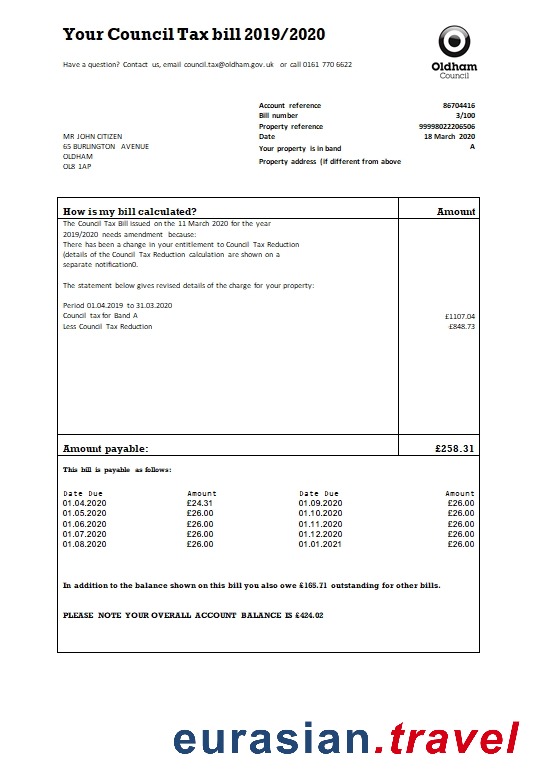 Your Council Tax bill 2019/2020
Have a question? Contact us, email council.tax@oldham.gov.uk or call 0161 770 6622
Oldham
Council
Account reference 86704416
Bill number 3/100
Property reference 99998022206506
MR JOHN CITIZEN Date 18 March 2020
65 BURLINGTON AVENUE Your property is in band A
OLDHAM
Property address (if different from above
OL8 1AP
How is my bill calculated? Amount
The Council Tax Bill issued on the 11 March 2020 for the year
2019/2020 needs amendment because:
There has been a change in your entitlement to Council Tax Reduction
(details of the Council Tax Reduction calculation are shown on a
separate notification0.
The statement below gives revised details of the charge for your property:
Period 01.04.2019 to 31.03.2020
Council tax for Band A £1107.04
Less Council Tax Reduction -£848.73
Amount payable: £258.31
This bill is payable as follows:
Date Due Amount Date Due Amount
01.04.2020 £24.31 01.09.2020 £26.00
01.05.2020 £26.00 01.10.2020 £26.00
01.06.2020 £26.00 01.11.2020 £26.00
01.07.2020 £26.00 01.12.2020 £26.00
01.08.2020 £26.00 01.01.2021 £26.00
In addition to the balance shown on this bill you also owe £165.71 outstanding for other bills.
PLEASE NOTE YOUR OVERALL ACCOUNT BALANCE IS £424.02
eurasian.travel